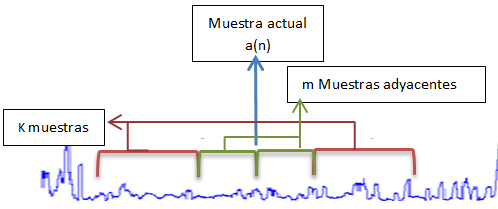 Muestra actual
a(n)
m Muestras adyacentes
K muestras